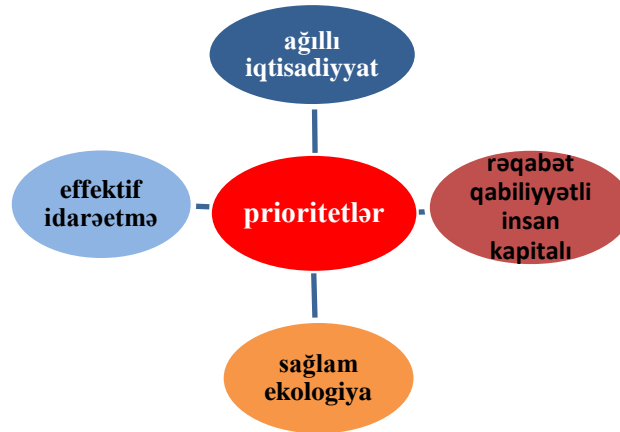 ağıllı
iqtisadiyyat
effektif
idarəetmə
prioritetlər
rəqabət
qabiliyyətli
insan
kapitalı
sağlam
ekologiya